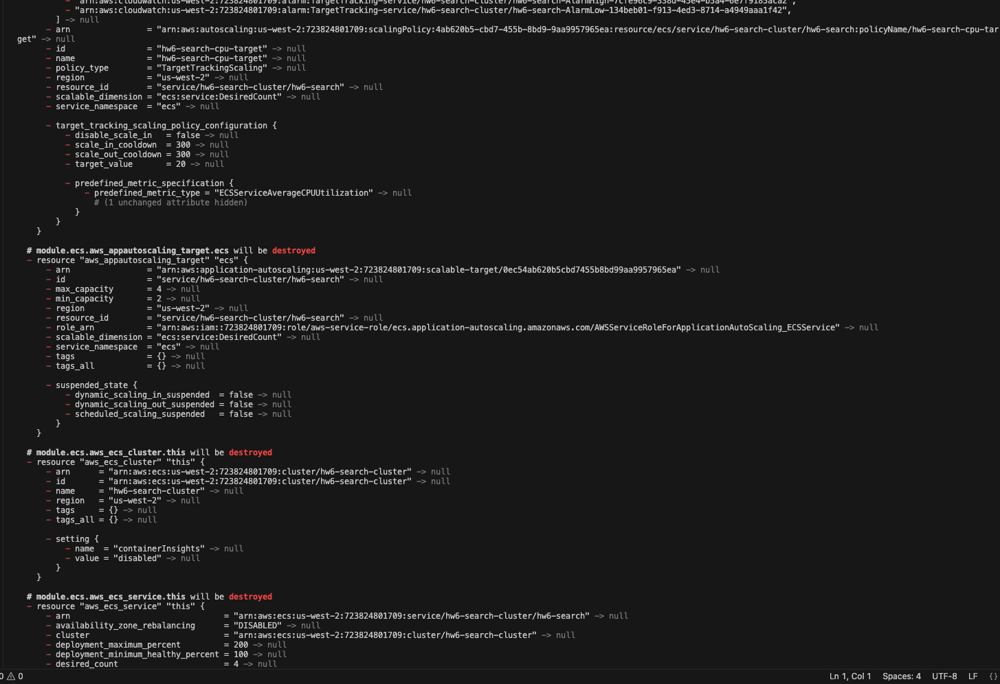 - "arn:aws:cloudwatch:us-west-2:723824801709:alarm:TargetTracking-service/hw6-search-cluster/hw6-search-AlarmHigh-7cfe96c9-338d-45e4-b5a4-6e7f9185aca2",
- "arn:aws:cloudwatch:us-west-2:723824801709:alarm:TargetTracking-service/hw6-search-cluster/hw6-search-AlarmLow-134beb01-f913-4ed3-8714-a4949aaa1f42",
] -> null
- arn = "arn:aws:autoscaling:us-west-2:723824801709:scalingPolicy:4ab620b5-cbd7-455b-8bd9-9aa9957965ea:resource/ecs/service/hw6-search-cluster/hw6-search:policyName/hw6-search-cpu-tar
get" -> null
- id = "hw6-search-cpu-target" -> null
- name = "hw6-search-cpu-target" -> null
- policy_type = "TargetTrackingScaling" -> null
- region = "us-west-2" -> null
- resource_id = "service/hw6-search-cluster/hw6-search" -> null
- scalable_dimension = "ecs:service:DesiredCount" -> null
- service_namespace = "ecs" -> null
- target_tracking_scaling_policy_configuration {
- disable_scale_in = false -> null
- scale_in_cooldown = 300 -> null
- scale_out_cooldown = 300 -> null
- target_value = 20 -> null
- predefined_metric_specification {
- predefined_metric_type = "ECSServiceAverageCPUUtilization" -> null
# (1 unchanged attribute hidden)
}
}
}
# module.ecs.aws_appautoscaling_target.ecs will be destroyed
- resource "aws_appautoscaling_target" "ecs" {
- arn = "arn:aws:application-autoscaling:us-west-2:723824801709:scalable-target/0ec54ab620b5cbd7455b8bd99aa9957965ea" -> null
- id = "service/hw6-search-cluster/hw6-search" -> null
- max_capacity = 4 -> null
- min_capacity = 2 -> null
- region = "us-west-2" -> null
- resource_id = "service/hw6-search-cluster/hw6-search" -> null
- role_arn = "arn:aws:iam::723824801709:role/aws-service-role/ecs.application-autoscaling.amazonaws.com/AWSServiceRoleForApplicationAutoScaling_ECSService" -> null
- scalable_dimension = "ecs:service:DesiredCount" -> null
- service_namespace = "ecs" -> null
- tags = {} -> null
- tags_all = {} -> null
- suspended_state {
- dynamic_scaling_in_suspended = false -> null
- dynamic_scaling_out_suspended = false -> null
- scheduled_scaling_suspended = false -> null
}
}
# module.ecs.aws_ecs_cluster.this will be destroyed
- resource "aws_ecs_cluster" "this" {
- arn = "arn:aws:ecs:us-west-2:723824801709:cluster/hw6-search-cluster" -> null
- id = "arn:aws:ecs:us-west-2:723824801709:cluster/hw6-search-cluster" -> null
- name = "hw6-search-cluster" -> null
- region = "us-west-2" -> null
- tags = {} -> null
- tags_all = {} -> null
- setting {
- name = "containerInsights" -> null
- value = "disabled" -> null
}
}
# module.ecs.aws_ecs_service.this will be destroyed
- resource "aws_ecs_service" "this" {
- arn = "arn:aws:ecs:us-west-2:723824801709:service/hw6-search-cluster/hw6-search" -> null
- availability_zone_rebalancing = "DISABLED" -> null
- cluster = "arn:aws:ecs:us-west-2:723824801709:cluster/hw6-search-cluster" -> null
- deployment_maximum_percent = 200 -> null
- deployment_minimum_healthy_percent = 100 -> null
- desired_count = 4 -> null
0 ⚠ 0 Ln 1, Col 1 Spaces: 4 UTF-8 LF {}